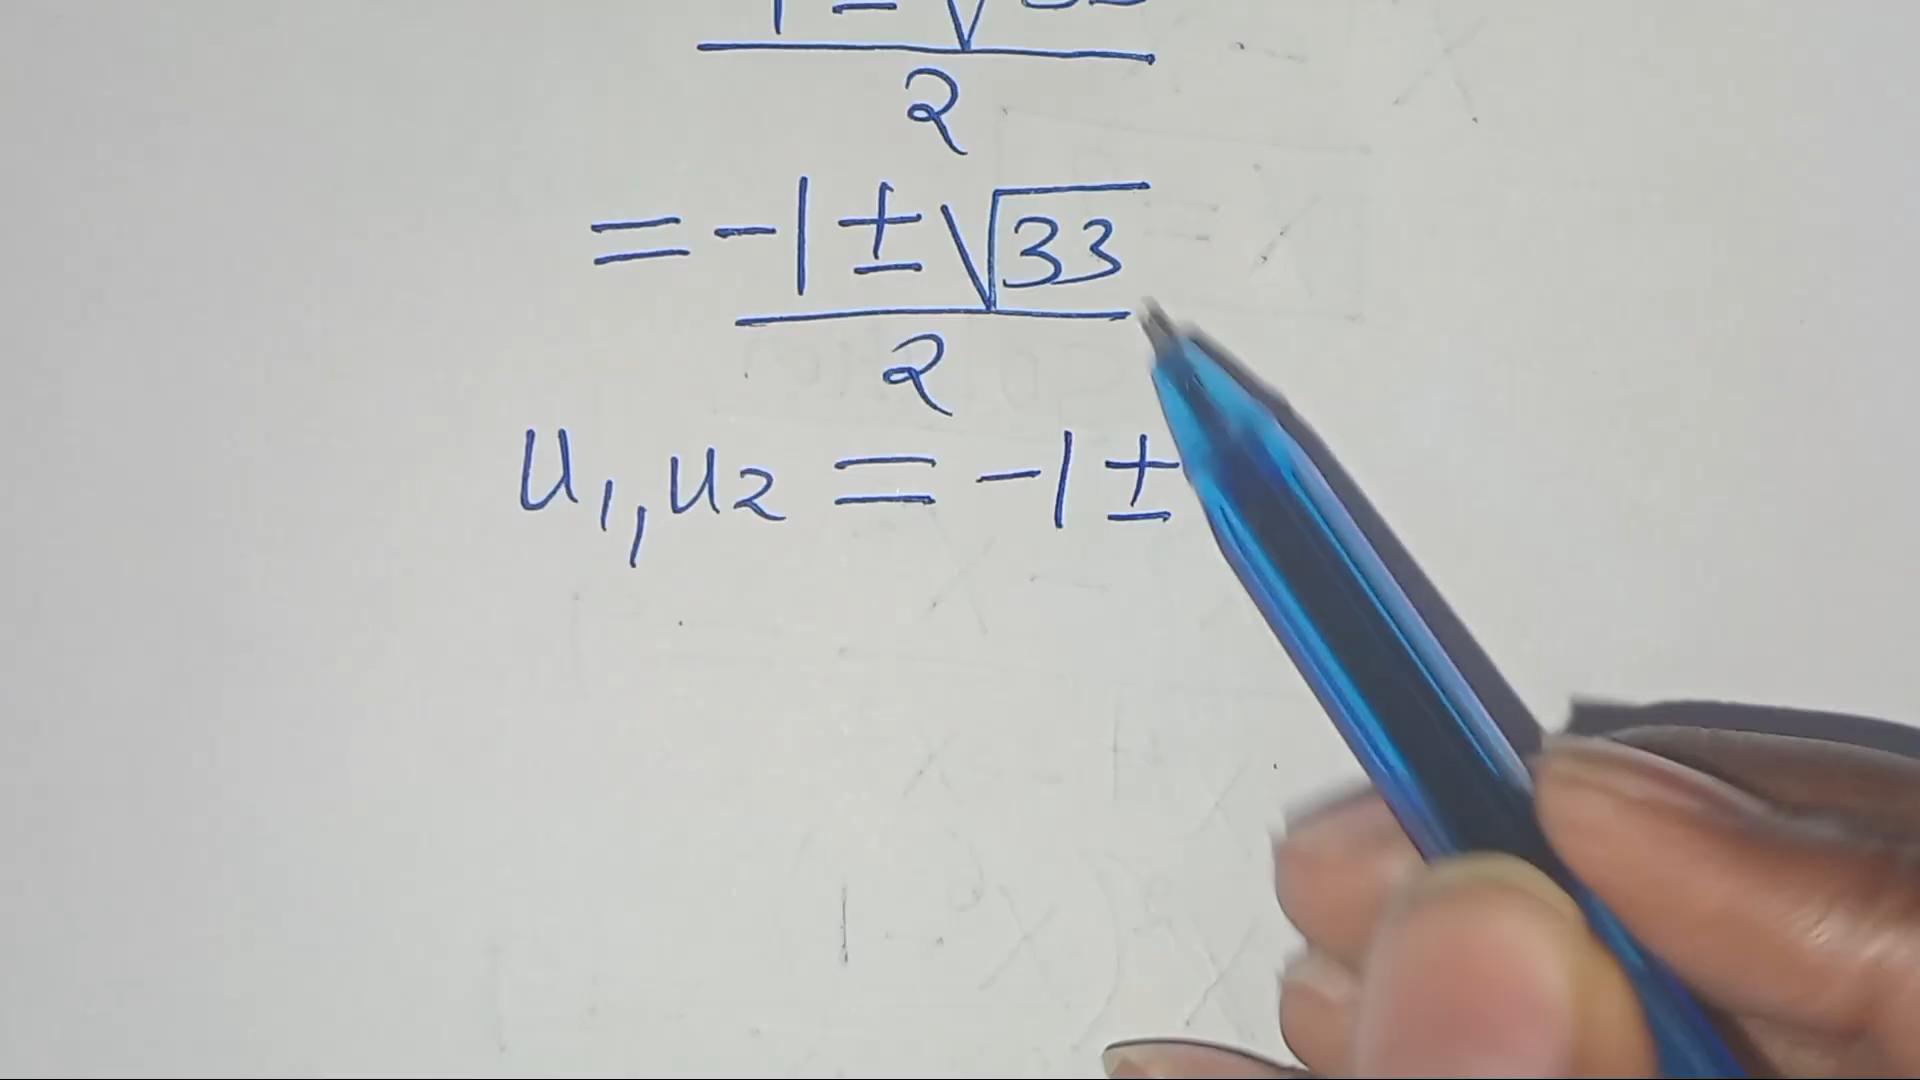 2
= -1 ± √33
2
u1, u2 = -1 ±